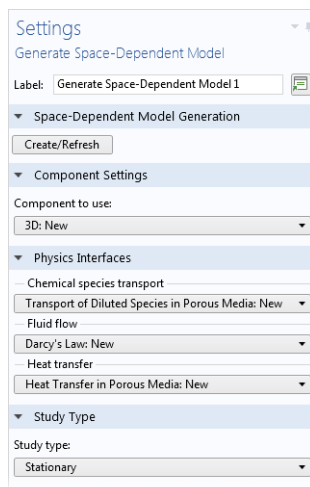 Settings
Generate Space-Dependent Model
Label: Generate Space-Dependent Model 1
Space-Dependent Model Generation
Create/Refresh
Component Settings
Component to use:
3D: New
Physics Interfaces
Chemical species transport
Transport of Diluted Species in Porous Media: New
Fluid flow
Darcy's Law: New
Heat transfer
Heat Transfer in Porous Media: New
Study Type
Study type:
Stationary